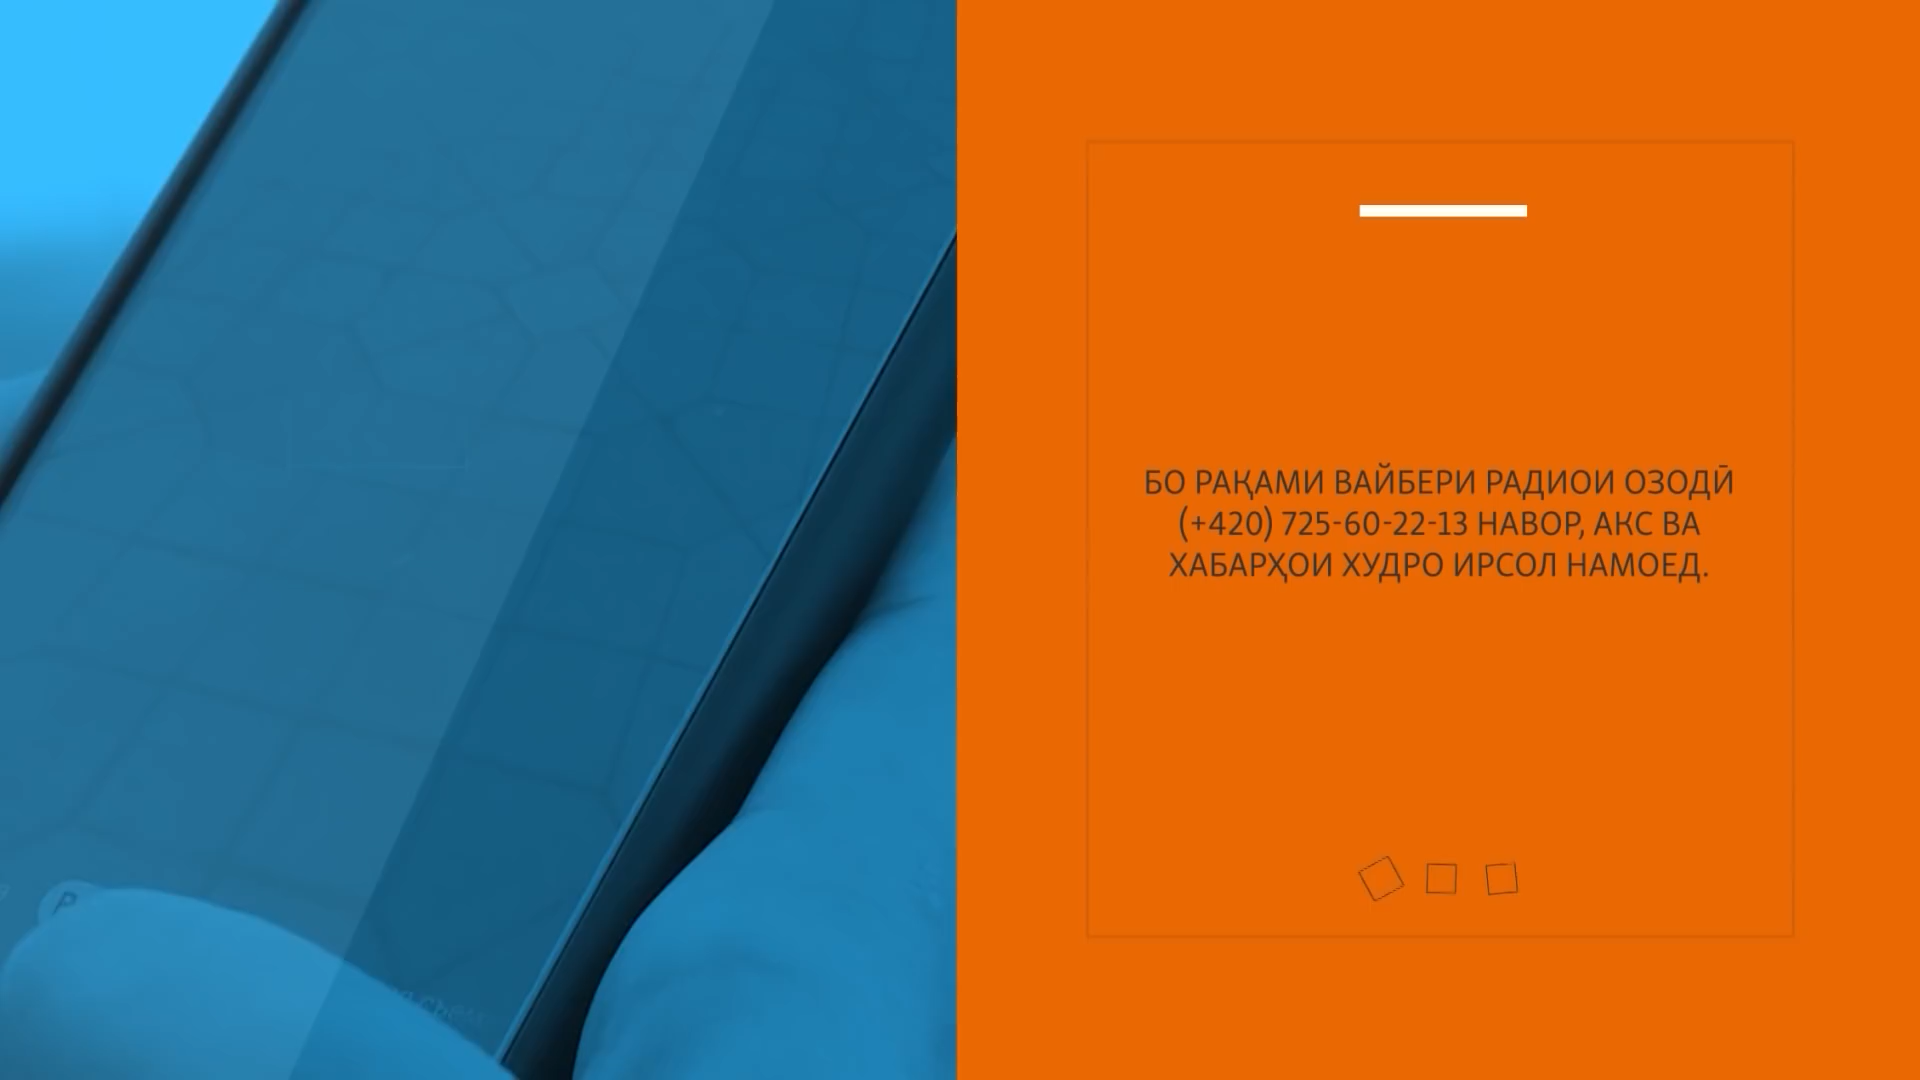 БО РАҚАМИ ВАЙБЕРИ РАДИОИ ОЗОДӢ
(+420) 725-60-22-13 НАВОР, АКС ВА
ХАБАРҲОИ ХУДРО ИРСОЛ НАМОЕД.
P